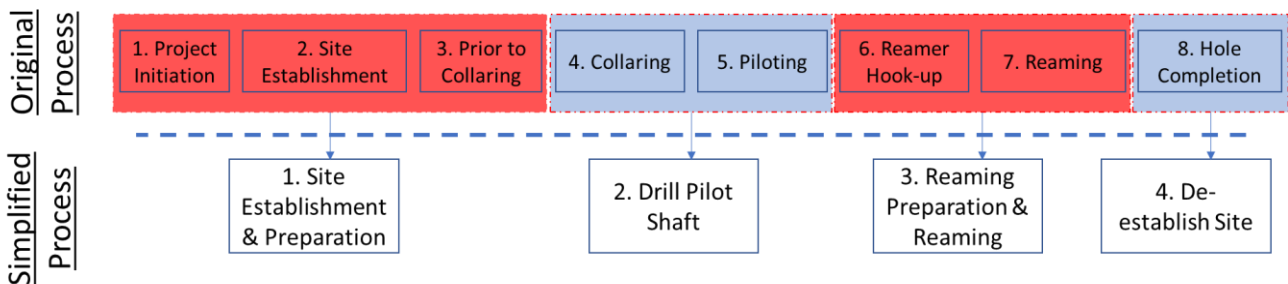 Original
Process
1. Project
Initiation
2. Site
Establishment
3. Prior to
Collaring
4. Collaring
5. Piloting
6. Reamer
Hook-up
7. Reaming
8. Hole
Completion
Simplified
Process
1. Site
Establishment
& Preparation
2. Drill Pilot
Shaft
3. Reaming
Preparation &
Reaming
4. De-
establish Site